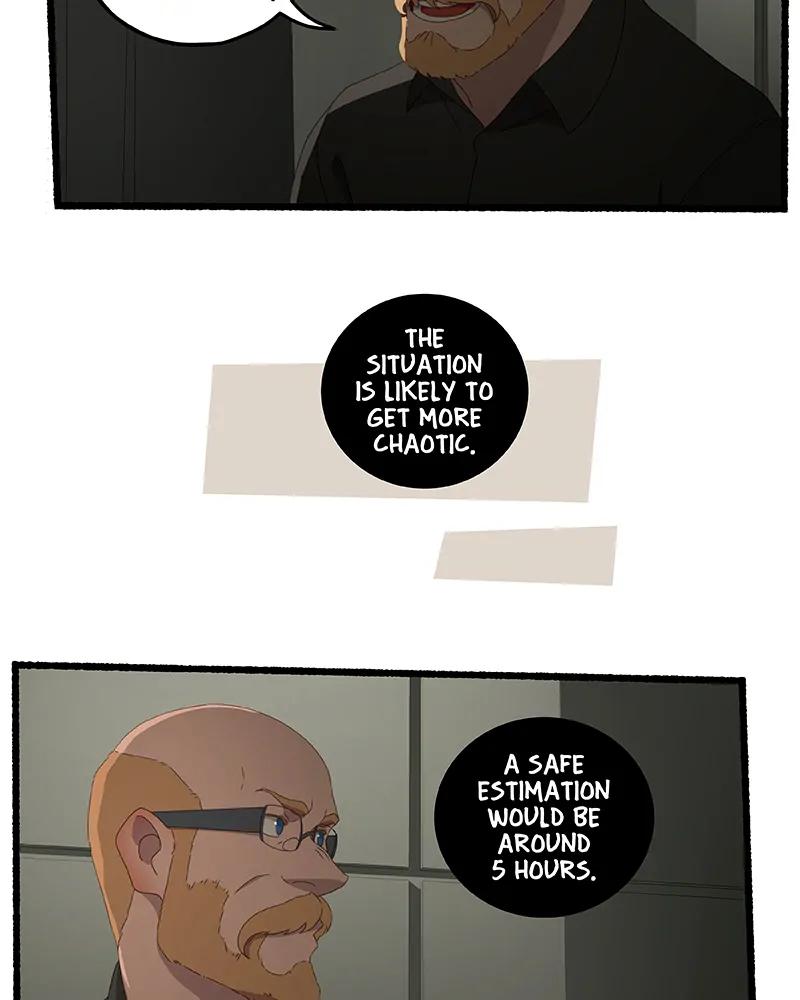 THE
SITUATION
IS LIKELY TO
GET MORE
CHAOTIC.
A SAFE
ESTIMATION
WOULD BE
AROUND
5 HOURS.